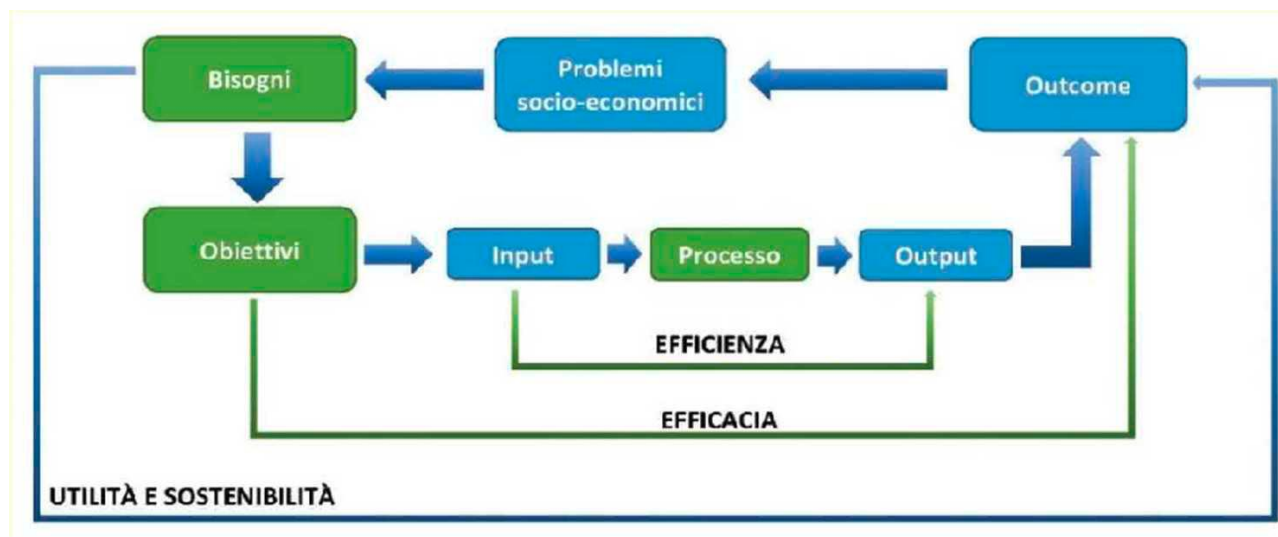 Bisogni
Problemi
socio-economici
Outcome
Obiettivi
Input
Processo
Output
EFFICIENZA
EFFICACIA
UTILITÀ E SOSTENIBILITÀ